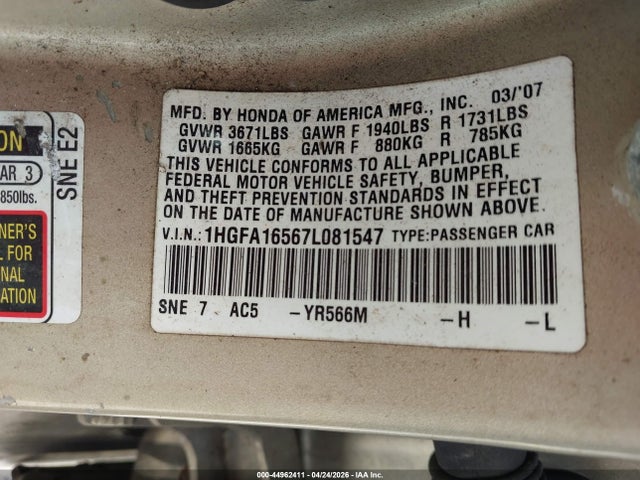 MFD. BY HONDA OF AMERICA MFG., INC. 03/'07
GVWR 3671LBS GAWR F 1940LBS R 1731LBS
GVWR 1665KG GAWR F 880KG R 785KG
THIS VEHICLE CONFORMS TO ALL APPLICABLE
FEDERAL MOTOR VEHICLE SAFETY, BUMPER,
AND THEFT PREVENTION STANDARDS IN EFFECT
ON THE DATE OF MANUFACTURE SHOWN ABOVE.
V.I.N.: 1HGFA16567L081547 TYPE:PASSENGER CAR
SNE 7 AC5 -YR566M -H -L
ON
AR 3
850lbs.
NER'S
L FOR
NAL
ATION
SNE E2
000-44962411 - 04/24/2026 - IAA Inc.